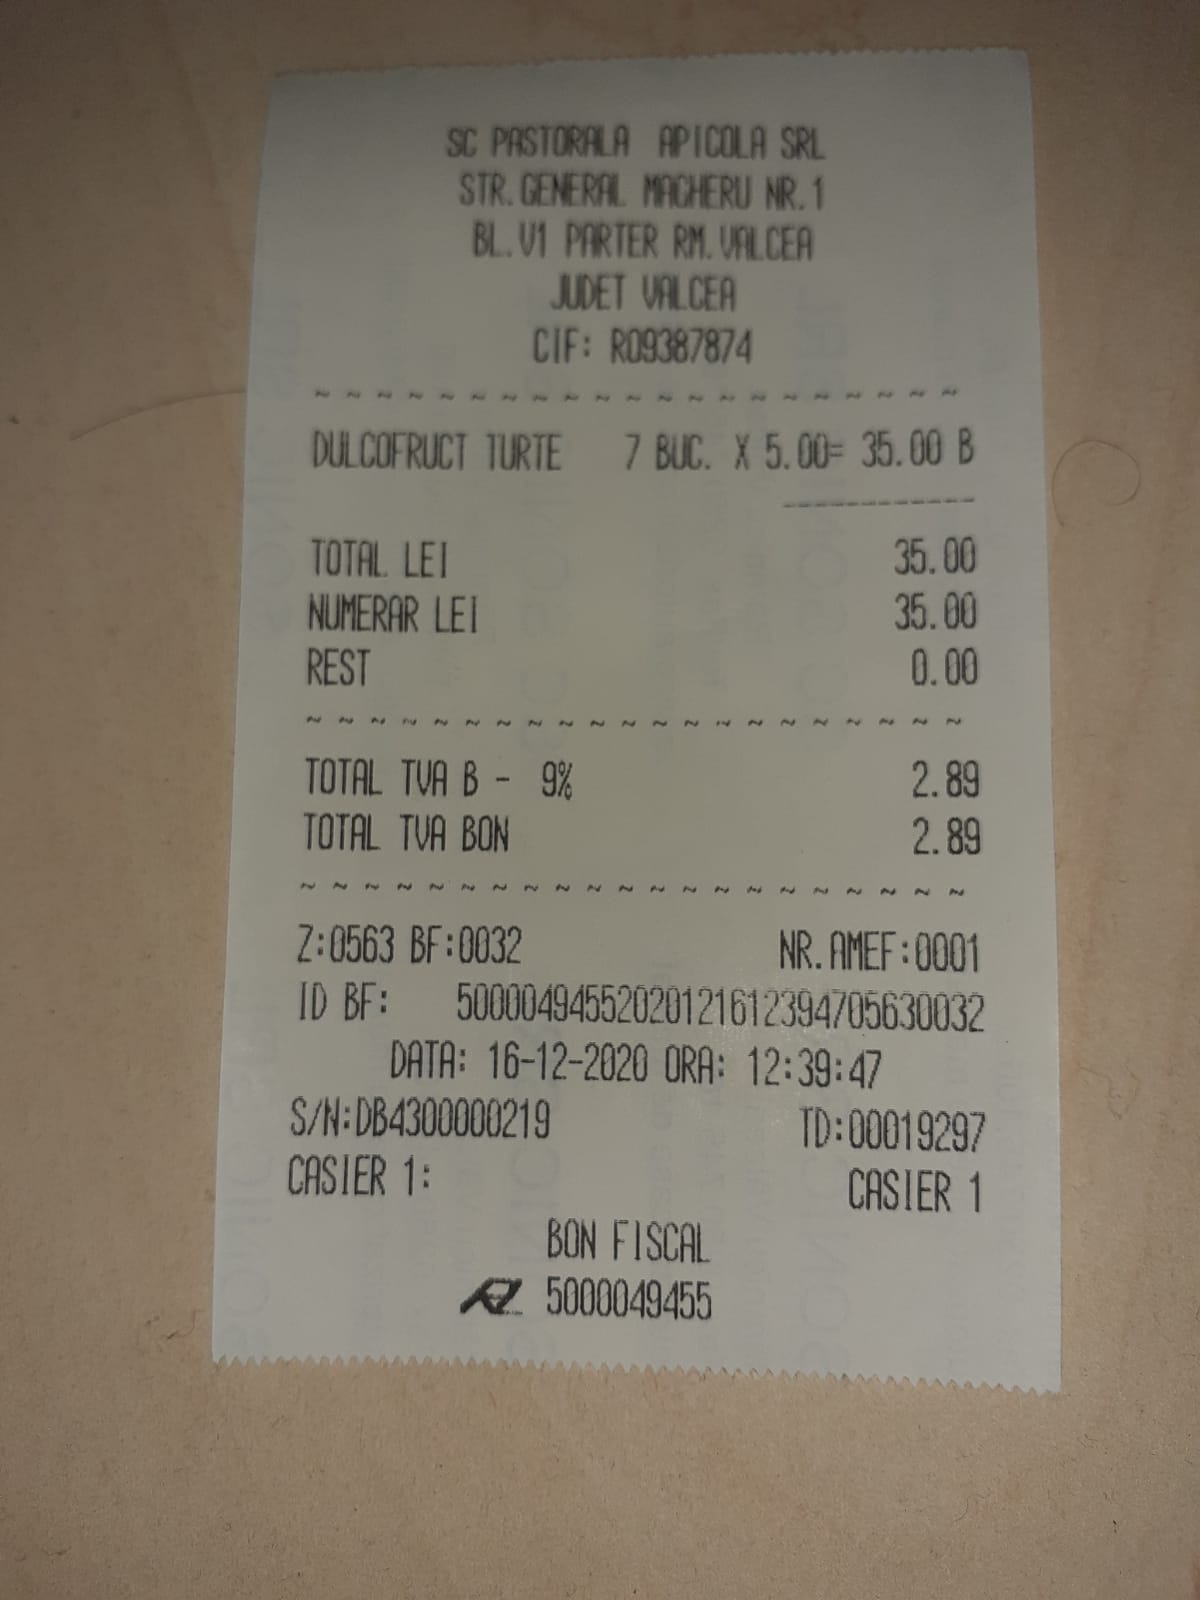 SC PASTORALA APICOLA SRL
STR.GENERAL MAGHERU NR.1
BL.V1 PARTER RM.VALCEA
JUDET VALCEA
CIF: RO9387874
~ ~ ~ ~ ~ ~ ~ ~ ~ ~ ~ ~ ~ ~ ~ ~ ~ ~ ~ ~ ~
DULCOFRUCT TURTE 7 BUC. X 5.00= 35.00 B
------------
TOTAL LEI 35.00
NUMERAR LEI 35.00
REST 0.00
~ ~ ~ ~ ~ ~ ~ ~ ~ ~ ~ ~ ~ ~ ~ ~ ~ ~ ~ ~ ~
TOTAL TVA B - 9% 2.89
TOTAL TVA BON 2.89
~ ~ ~ ~ ~ ~ ~ ~ ~ ~ ~ ~ ~ ~ ~ ~ ~ ~ ~ ~ ~
Z:0563 BF:0032 NR.AMEF:0001
ID BF: 5000049455202012161239470563​0032
DATA: 16-12-2020 ORA: 12:39:47
S/N:DB4300000219 TD:00019297
CASIER 1: CASIER 1
BON FISCAL
5000049455